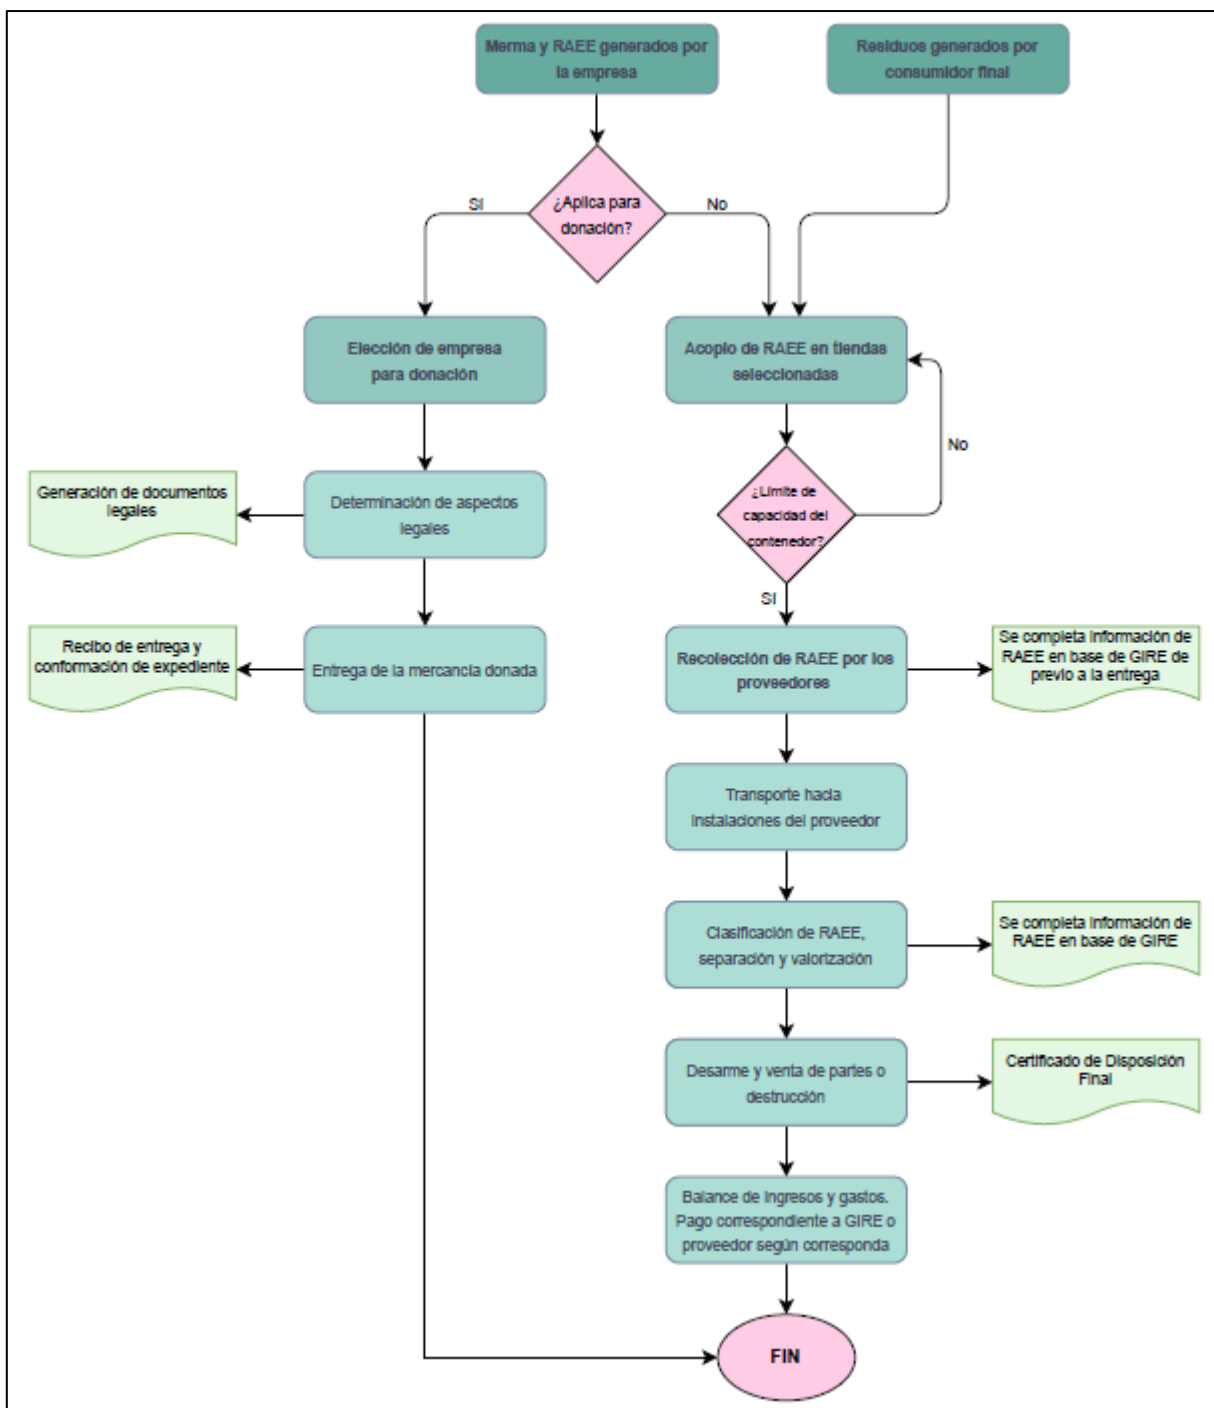 Merma y RAEE generados por
la empresa
Residuos generados por
consumidor final
¿Aplica para
donación?
Sí
No
Elección de empresa
para donación
Acopio de RAEE en tiendas
seleccionadas
Generación de documentos
legales
Determinación de aspectos
legales
¿Límite de
capacidad del
contenedor?
No
Sí
Recibo de entrega y
conformación de expediente
Entrega de la mercancía donada
Recolección de RAEE por los
proveedores
Se completa información de
RAEE en base de GIRE de
previo a la entrega
Transporte hacia
instalaciones del proveedor
Clasificación de RAEE,
separación y valorización
Se completa información de
RAEE en base de GIRE
Desarme y venta de partes o
destrucción
Certificado de Disposición
Final
Balance de ingresos y gastos.
Pago correspondiente a GIRE o
proveedor según corresponda
FIN